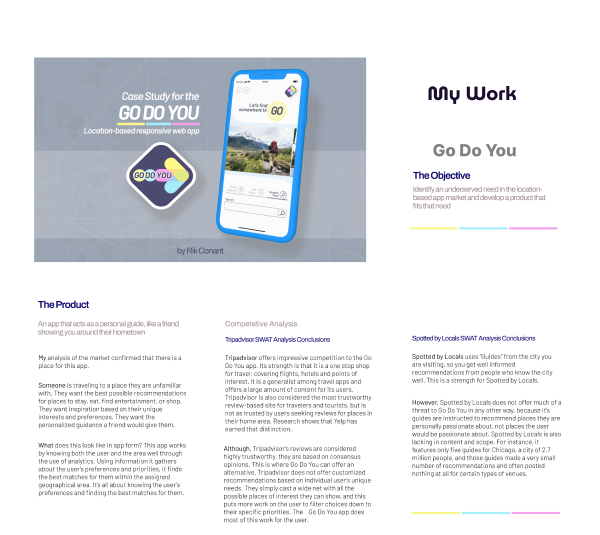 Case Study for the
GO DO YOU
Location-based responsive web app
GO DO YOU
Let's find
somewhere to
GO
by Rik Conant
My Work
Go Do You
The Objective
Identify an underserved need in the location-
based app market and develop a product that
fits that need
The Product
An app that acts as a personal guide, like a friend
showing you around their hometown
My analysis of the market confirmed that there is a
place for this app.
Someone is traveling to a place they are unfamiliar
with. They want the best possible recommendations
for places to stay, eat, find entertainment, or shop.
They want inspiration based on their unique
interests and preferences. They want the
personalized guidance a friend would give them.
What does this look like in app form? This app works
by knowing both the user and the area well through
the use of analytics. Using information it gathers
about the user's preferences and priorities, it finds
the best matches for them within the assigned
geographical area. It's all about knowing the user's
preferences and finding the best matches for them.
Competetive Analysis
Tripadvisor SWAT Analysis Conclusions
Tripadvisor offers impressive competition to the Go
Do You app. Its strength is that it is a one stop shop
for travel: covering flights, hotels and points of
interest. It is a generalist among travel apps and
offers a large amount of content for its users.
Tripadvisor is also considered the most trustworthy
review-based site for travelers and tourists, but is
not as trusted by users seeking reviews for places in
their home area. Research shows that Yelp has
earned that distinction.
Although, Tripadvisor's reviews are considered
highly trustworthy, they are based on consensus
opinions. This is where Go Do You can offer an
alternative. Tripadvisor does not offer customized
recommendations based on individual user's unique
needs. They simply cast a wide net with all the
possible places of interest they can show, and this
puts more work on the user to filter choices down to
their specific priorities. The Go Do You app does
most of this work for the user.
Spotted by Locals SWAT Analysis Conclusions
Spotted by Locals uses "Guides" from the city you
are visiting, so you get well informed
recommendations from people who know the city
well. This is a strength for Spotted by Locals.
However, Spotted by Locals does not offer much of a
threat to Go Do You in any other way, because it's
guides are instructed to recommend places they are
personally passionate about, not places the user
would be passionate about. Spotted by Locals is also
lacking in content and scope. For instance, it
features only five guides for Chicago, a city of 2.7
million people, and those guides made a very small
number of recommendations and often posted
nothing at all for certain types of venues.